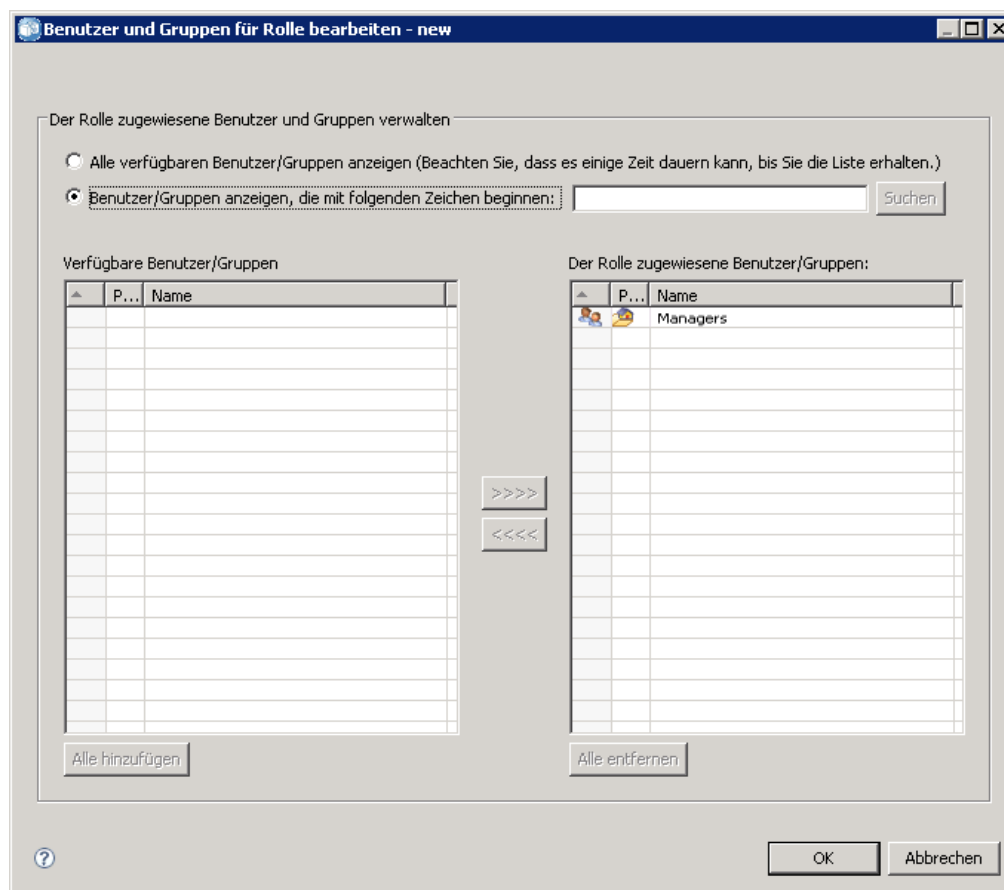 Benutzer und Gruppen für Rolle bearbeiten - new
Der Rolle zugewiesene Benutzer und Gruppen verwalten
Alle verfügbaren Benutzer/Gruppen anzeigen (Beachten Sie, dass es einige Zeit dauern kann, bis Sie die Liste erhalten.)
Benutzer/Gruppen anzeigen, die mit folgenden Zeichen beginnen:
Suchen
Verfügbare Benutzer/Gruppen
P... Name
>>>>
<<<<
Alle hinzufügen
Der Rolle zugewiesene Benutzer/Gruppen:
P... Name
Managers
Alle entfernen
?
OK
Abbrechen